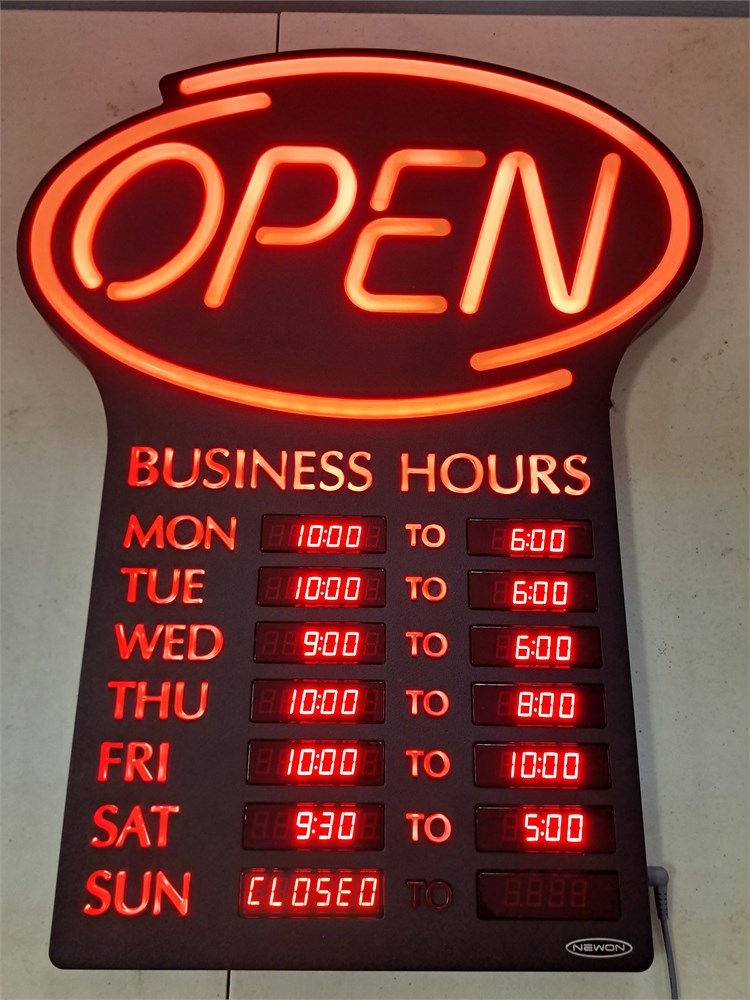 OPEN
BUSINESS HOURS
MON 10:00 TO 6:00
TUE 10:00 TO 6:00
WED 9:00 TO 6:00
THU 10:00 TO 8:00
FRI 10:00 TO 10:00
SAT 9:30 TO 5:00
SUN CLOSED TO
NEWON